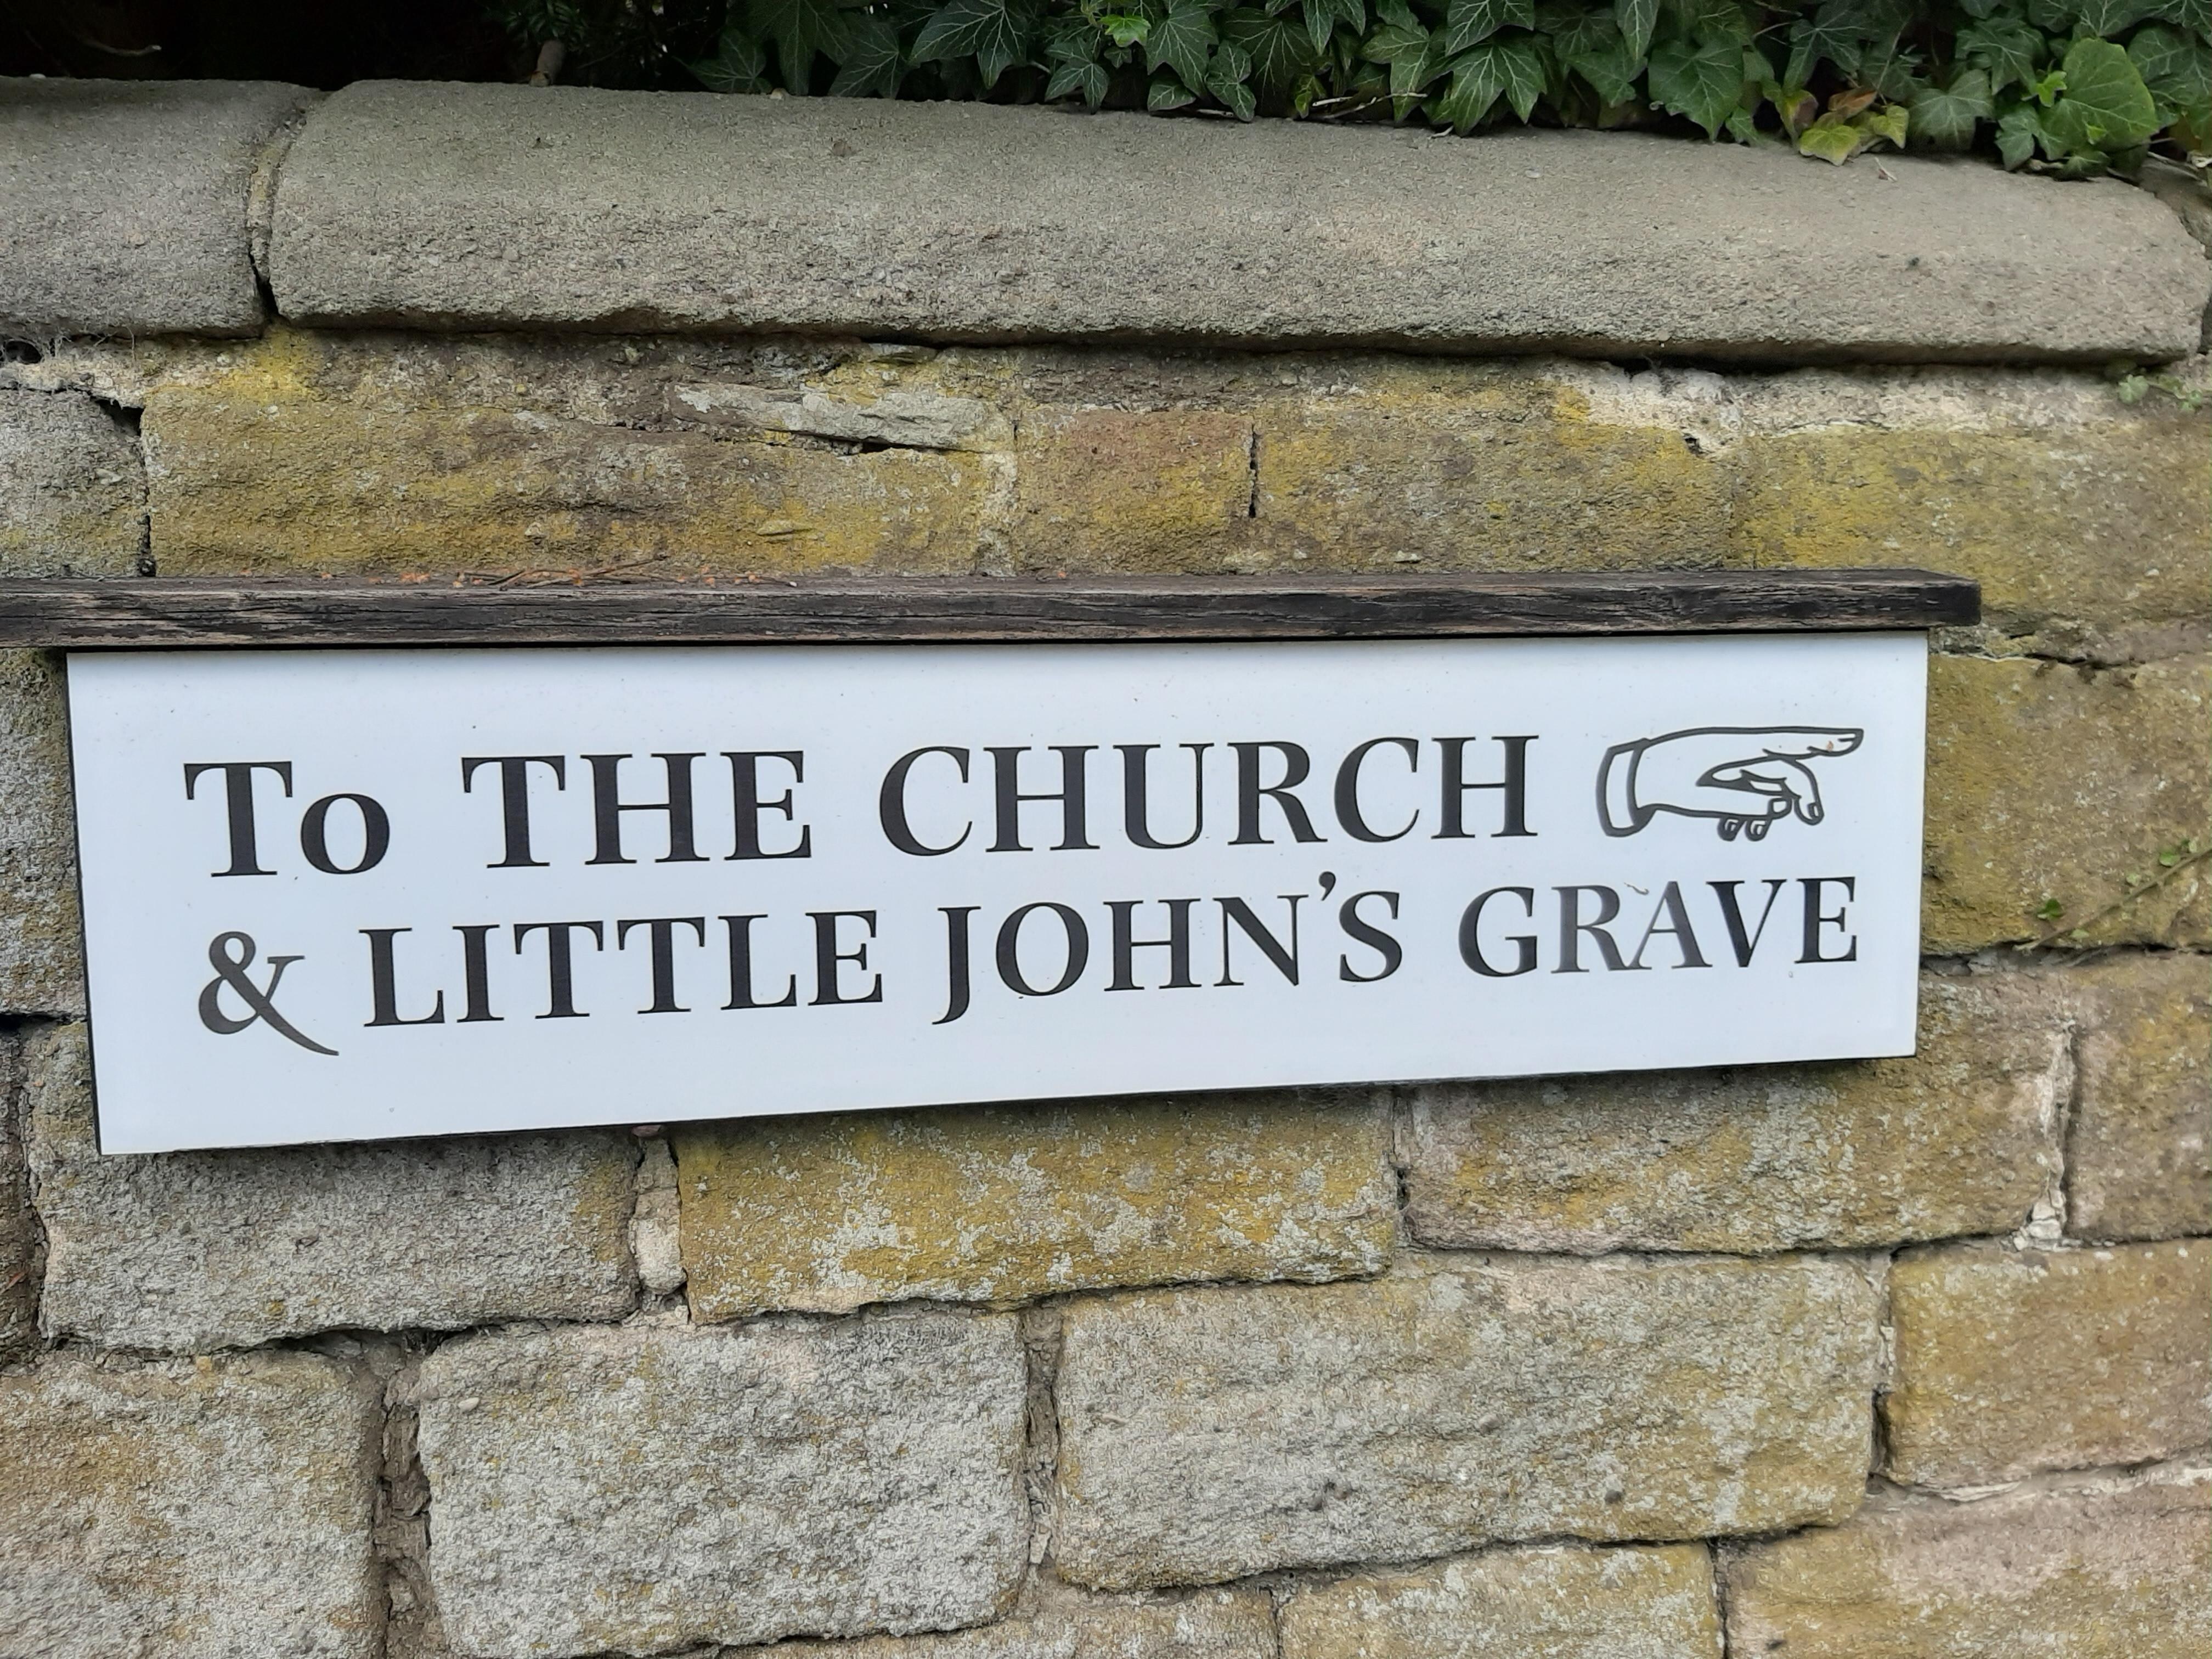 To THE CHURCH
& LITTLE JOHN'S GRAVE